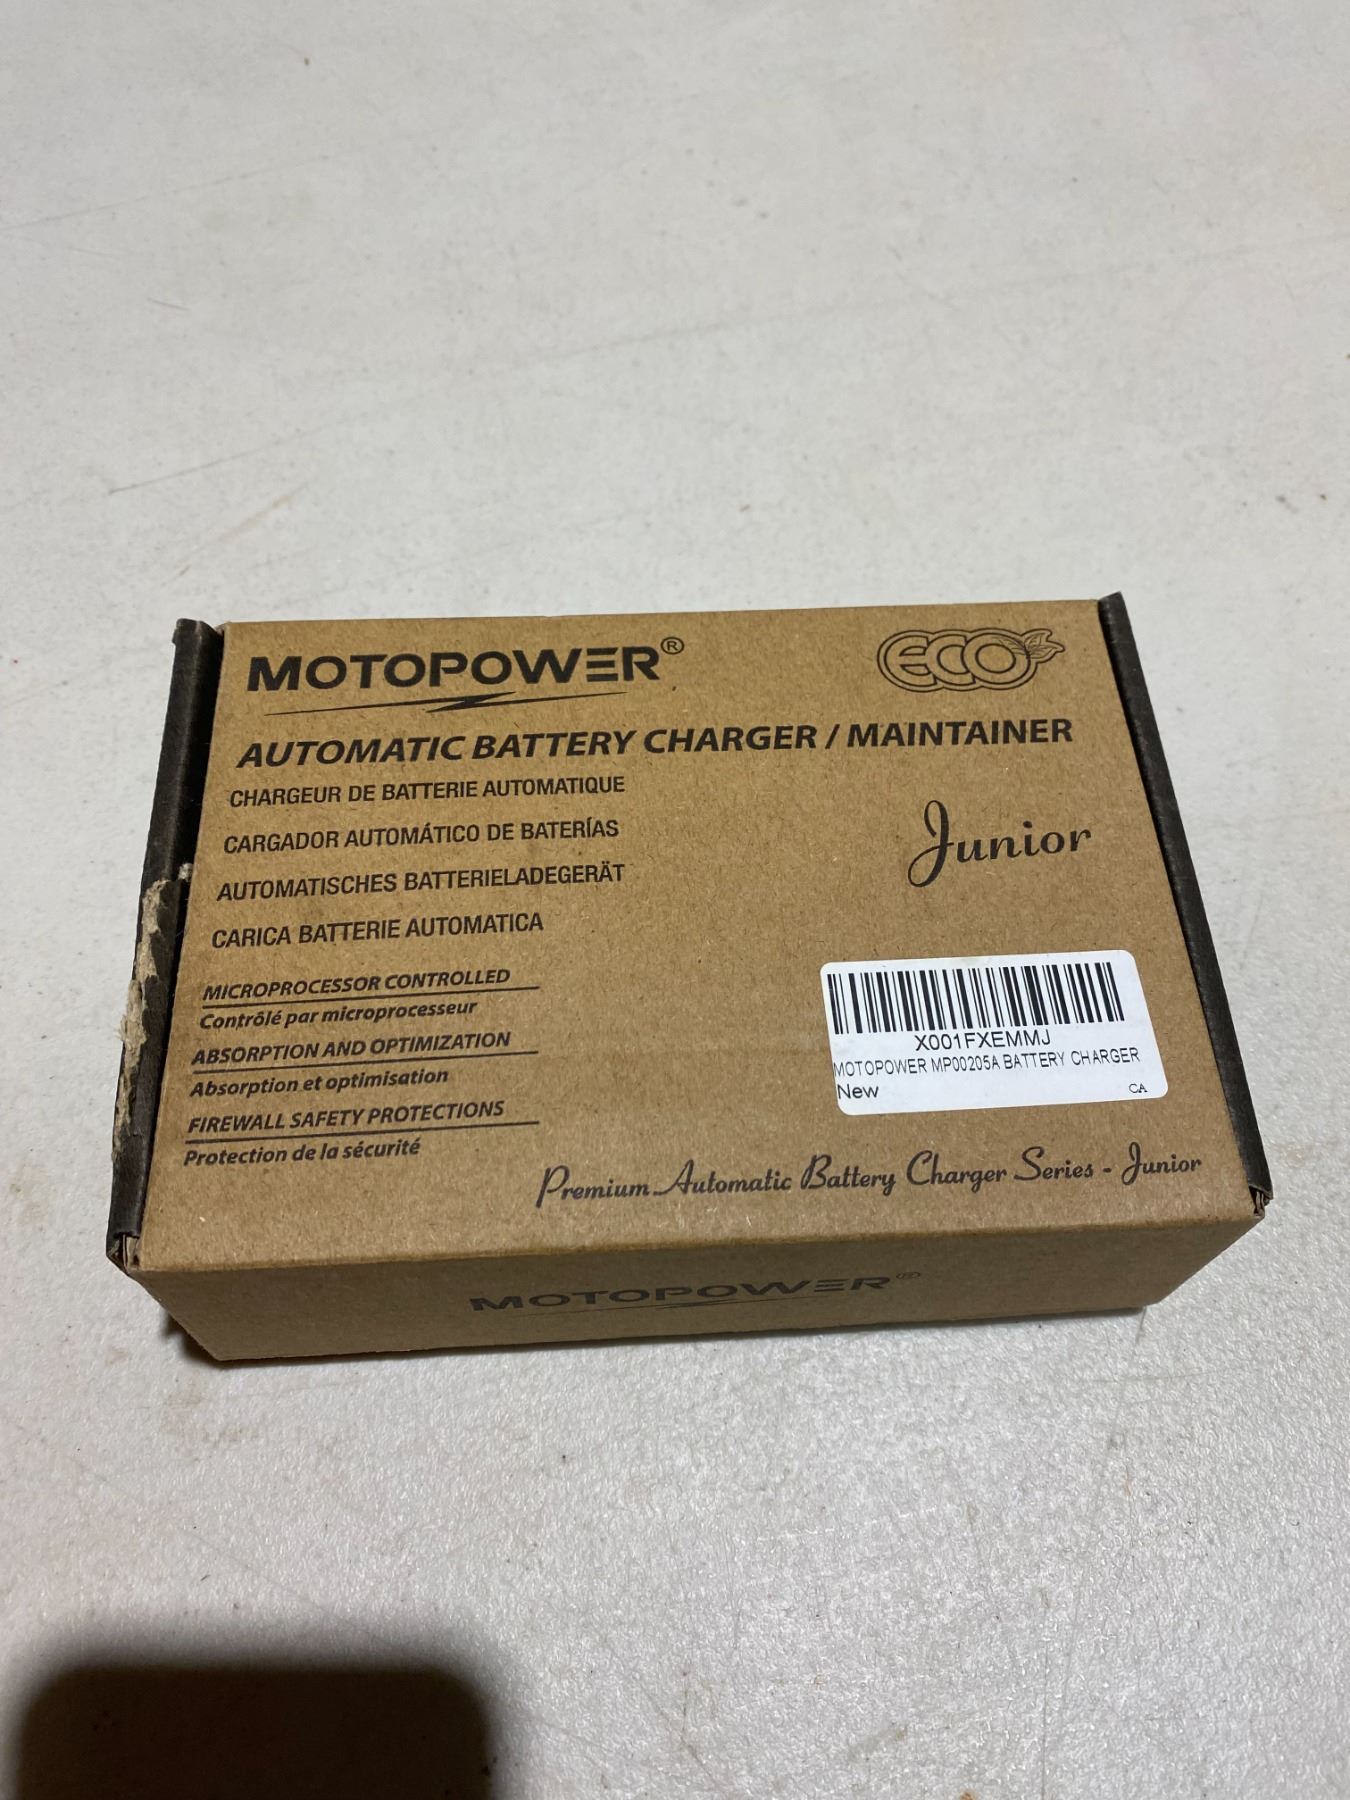 MOTOPOWER®
ECO
AUTOMATIC BATTERY CHARGER / MAINTAINER
CHARGEUR DE BATTERIE AUTOMATIQUE
CARGADOR AUTOMÁTICO DE BATERÍAS
Junior
AUTOMATISCHES BATTERIELADEGERÄT
CARICA BATTERIE AUTOMATICA
MICROPROCESSOR CONTROLLED
Contrôlé par microprocesseur
ABSORPTION AND OPTIMIZATION
Absorption et optimisation
FIREWALL SAFETY PROTECTIONS
Protection de la sécurité
X001FXEMMJ
MOTOPOWER MP00205A BATTERY CHARGER
New CA
Premium Automatic Battery Charger Series - Junior
MOTOPOWER®